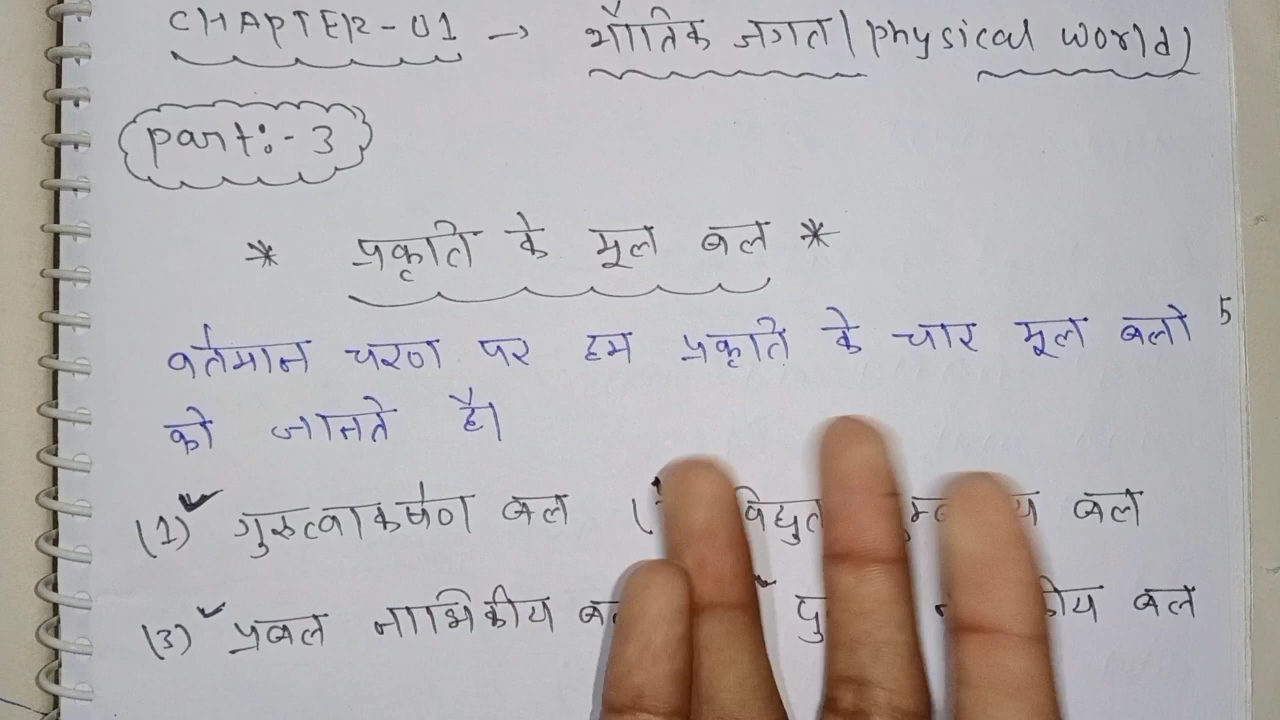 CHAPTER-01 → भौतिक जगत (physical world)
part:-3
* प्रकृति के मूल बल *
वर्तमान चरण पर हम प्रकृति के चार मूल बलो 5
को जानते है।
(1) गुरुत्वाकर्षण बल ( विद्युत बल
(3) प्रबल नाभिकीय बल